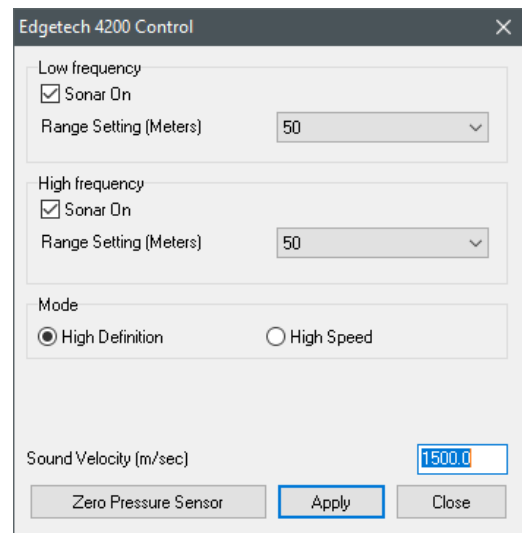 Edgetech 4200 Control
Low frequency
Sonar On
Range Setting (Meters) 50
High frequency
Sonar On
Range Setting (Meters) 50
Mode
High Definition High Speed
Sound Velocity (m/sec) 1500.0
Zero Pressure Sensor Apply Close